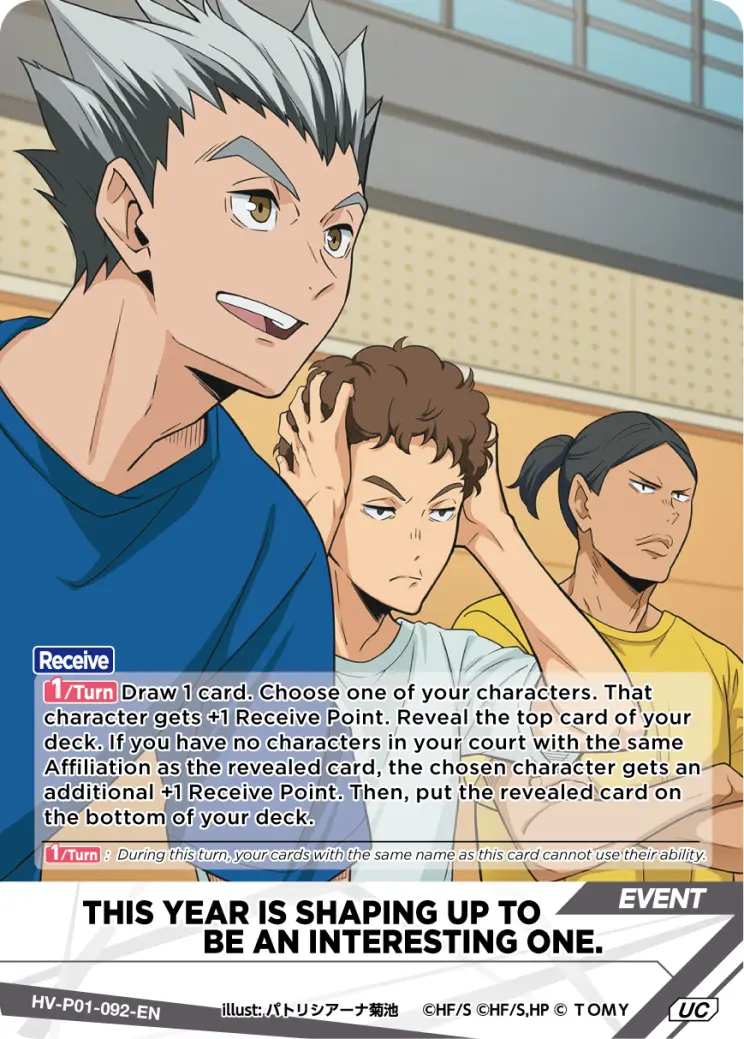 Receive
1/Turn Draw 1 card. Choose one of your characters. That
character gets +1 Receive Point. Reveal the top card of your
deck. If you have no characters in your court with the same
Affiliation as the revealed card, the chosen character gets an
additional +1 Receive Point. Then, put the revealed card on
the bottom of your deck.
1/Turn : During this turn, your cards with the same name as this card cannot use their ability.
EVENT
THIS YEAR IS SHAPING UP TO
BE AN INTERESTING ONE.
HV-P01-092-EN illust: パトリシアーナ菊池 ©HF/S ©HF/S,HP © TOMY UC